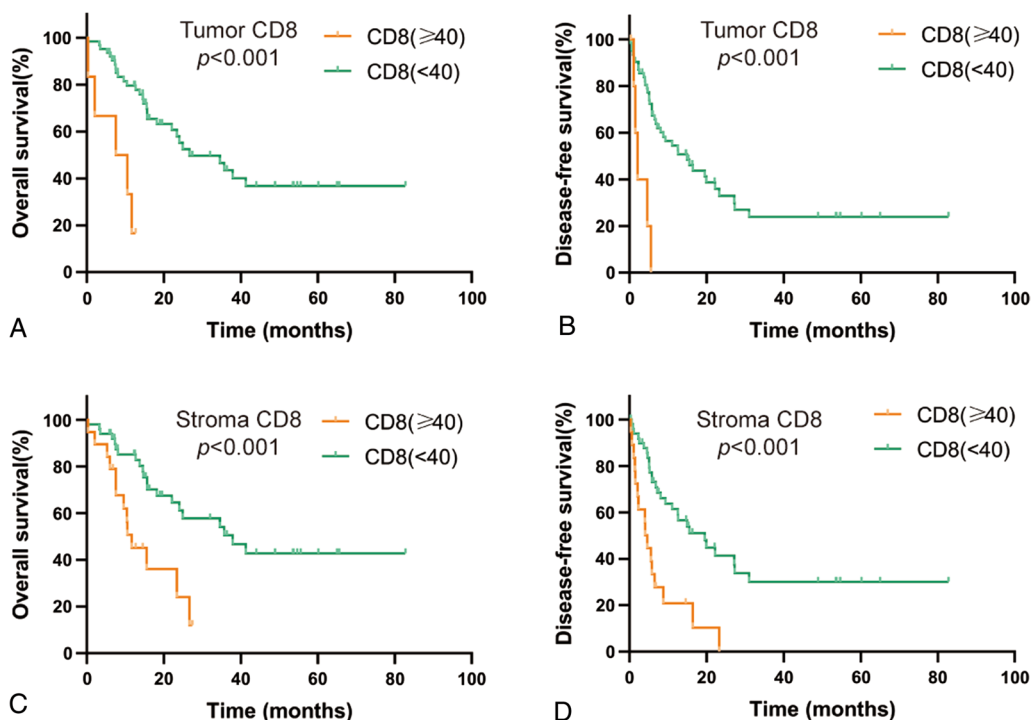 Tumor CD8
p<0.001
CD8(≥40)
CD8(<40)
Overall survival(%)
100
80
60
40
20
0
0 20 40 60 80 100
Time (months)
A
Tumor CD8
p<0.001
CD8(≥40)
CD8(<40)
Disease-free survival(%)
100
80
60
40
20
0
0 20 40 60 80 100
Time (months)
B
Stroma CD8
p<0.001
CD8(≥40)
CD8(<40)
Overall survival(%)
100
80
60
40
20
0
0 20 40 60 80 100
Time (months)
C
Stroma CD8
p<0.001
CD8(≥40)
CD8(<40)
Disease-free survival(%)
100
80
60
40
20
0
0 20 40 60 80 100
Time (months)
D